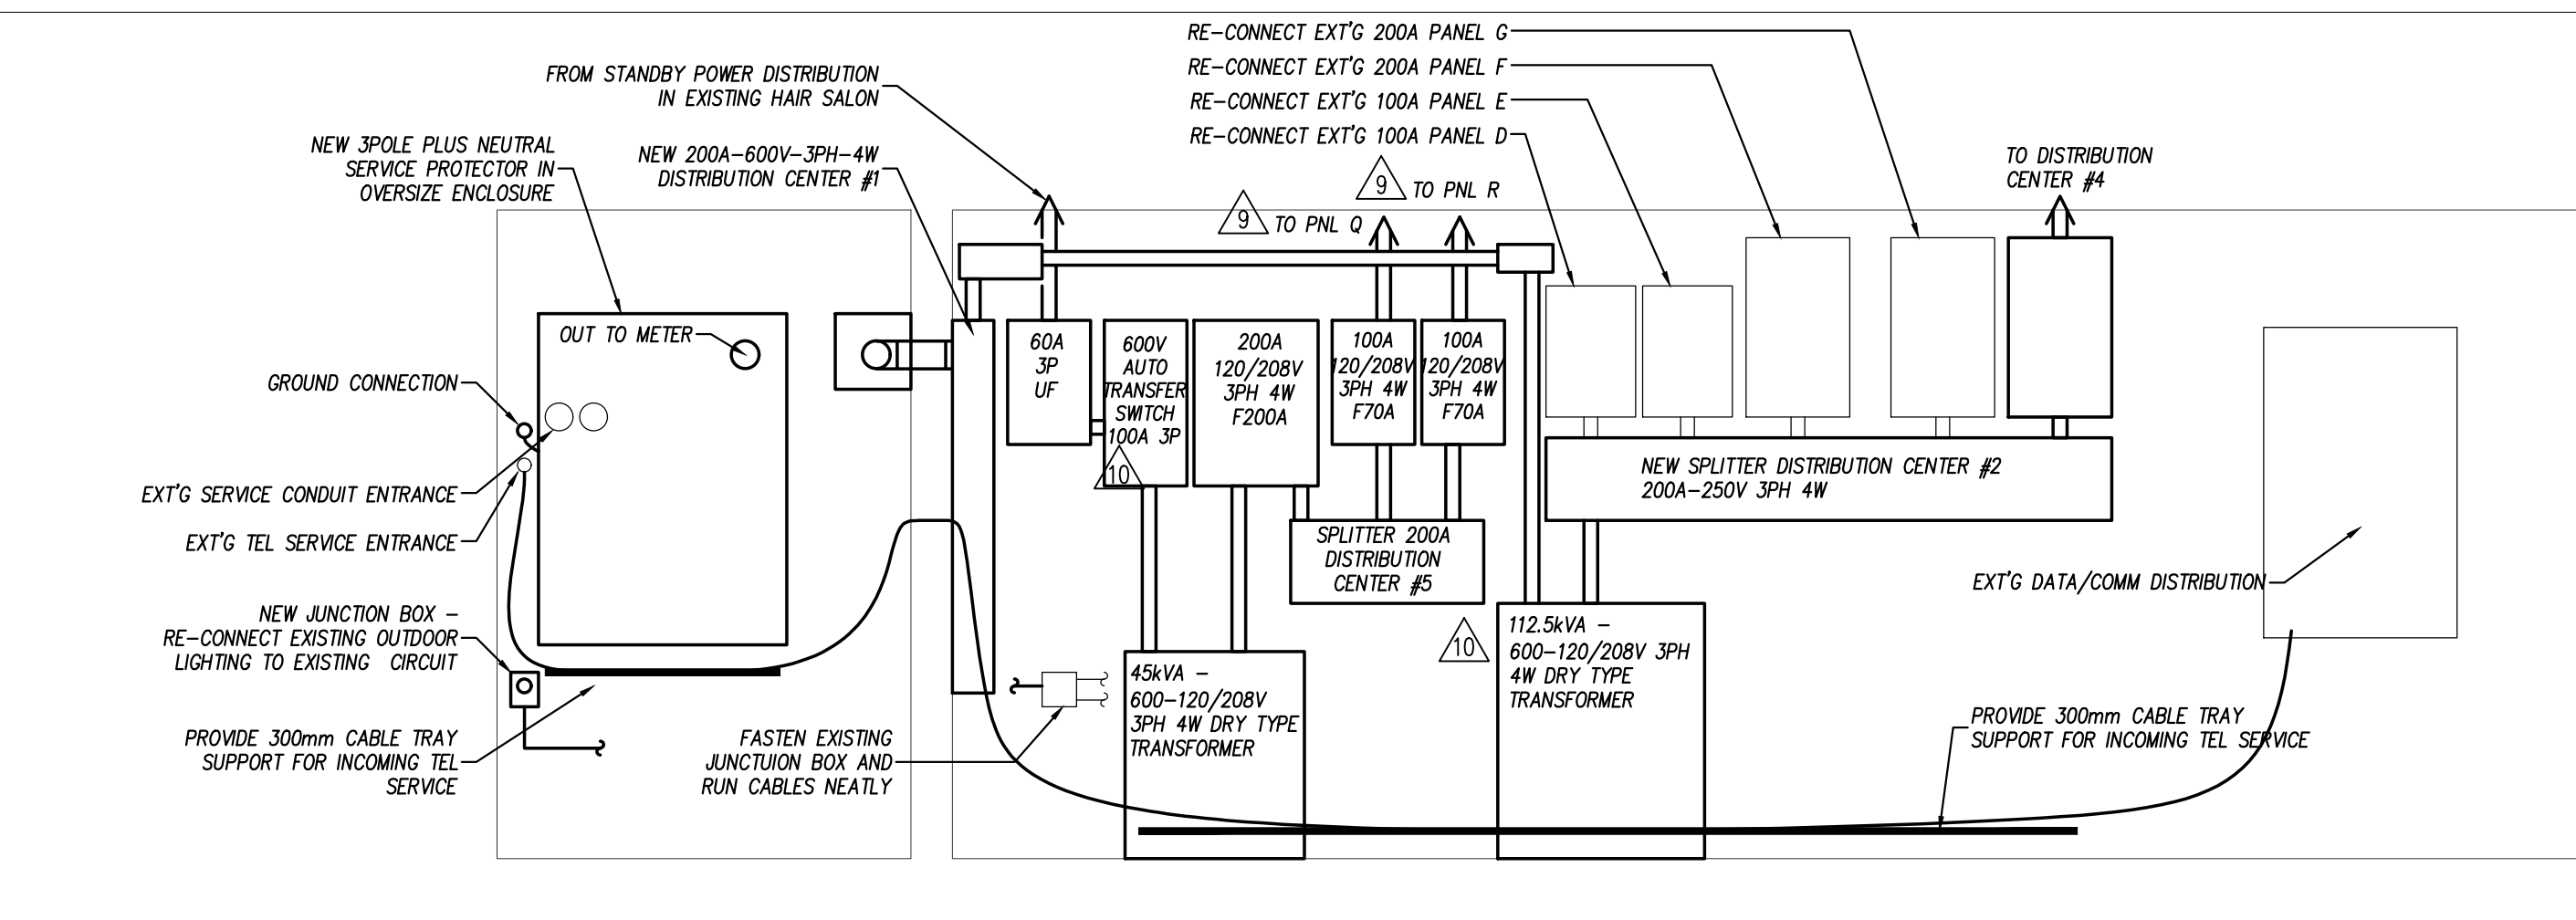 RE-CONNECT EXT'G 200A PANEL G
RE-CONNECT EXT'G 200A PANEL F
RE-CONNECT EXT'G 100A PANEL E
RE-CONNECT EXT'G 100A PANEL D
FROM STANDBY POWER DISTRIBUTION
IN EXISTING HAIR SALON
NEW 3POLE PLUS NEUTRAL
SERVICE PROTECTOR IN
OVERSIZE ENCLOSURE
NEW 200A-600V-3PH-4W
DISTRIBUTION CENTER #1
9 TO PNL Q
9 TO PNL R
TO DISTRIBUTION
CENTER #4
OUT TO METER
GROUND CONNECTION
EXT'G SERVICE CONDUIT ENTRANCE
EXT'G TEL SERVICE ENTRANCE
NEW JUNCTION BOX -
RE-CONNECT EXISTING OUTDOOR
LIGHTING TO EXISTING CIRCUIT
PROVIDE 300mm CABLE TRAY
SUPPORT FOR INCOMING TEL
SERVICE
60A
3P
UF
600V
AUTO
TRANSFER
SWITCH
100A 3P
10
200A
120/208V
3PH 4W
F200A
100A
120/208V
3PH 4W
F70A
100A
120/208V
3PH 4W
F70A
SPLITTER 200A
DISTRIBUTION
CENTER #5
NEW SPLITTER DISTRIBUTION CENTER #2
200A-250V 3PH 4W
FASTEN EXISTING
JUNCTUION BOX AND
RUN CABLES NEATLY
45kVA -
600-120/208V
3PH 4W DRY TYPE
TRANSFORMER
10
112.5kVA -
600-120/208V 3PH
4W DRY TYPE
TRANSFORMER
EXT'G DATA/COMM DISTRIBUTION
PROVIDE 300mm CABLE TRAY
SUPPORT FOR INCOMING TEL SERVICE